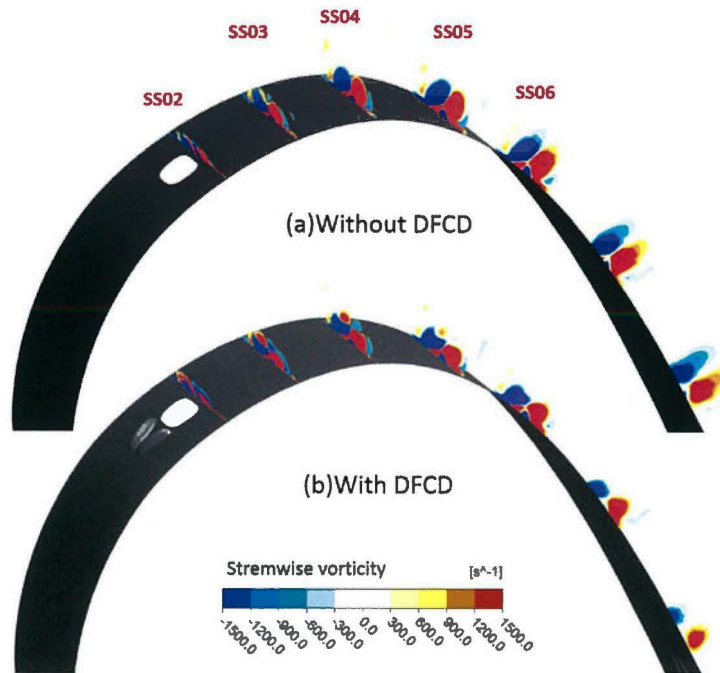 SS04
SS03
SS05
SS02
SS06
(a)Without DFCD
(b)With DFCD
Stremwise vorticity [s^-1]
-1500.0
-1200.0
-900.0
-600.0
-300.0
0.0
300.0
600.0
900.0
1200.0
1500.0